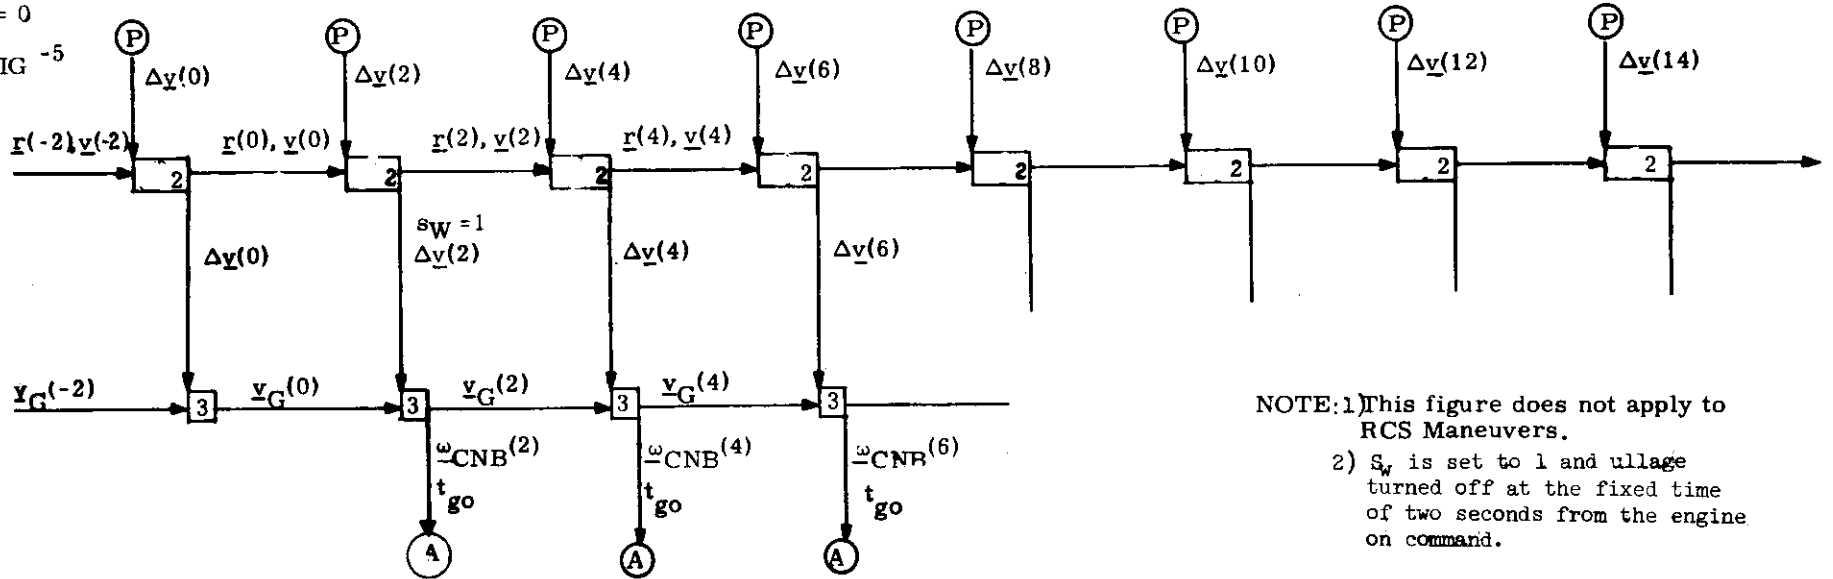 = 0
IG -5
P P P P P P P P
Δv(0) Δv(2) Δv(4) Δv(6) Δv(8) Δv(10) Δv(12) Δv(14)
r(-2) v(-2) r(0), v(0) r(2), v(2) r(4), v(4)
2 2 2 2 2 2 2 2
sW = 1
Δv(0) Δv(2) Δv(4) Δv(6)
vG(-2) vG(0) vG(2) vG(4)
3 3 3 3
ωCNB(2) ωCNB(4) ωCNB(6)
tgo tgo tgo
A A A
NOTE: 1) This figure does not apply to
RCS Maneuvers.
2) Sw is set to 1 and ullage
turned off at the fixed time
of two seconds from the engine
on command.